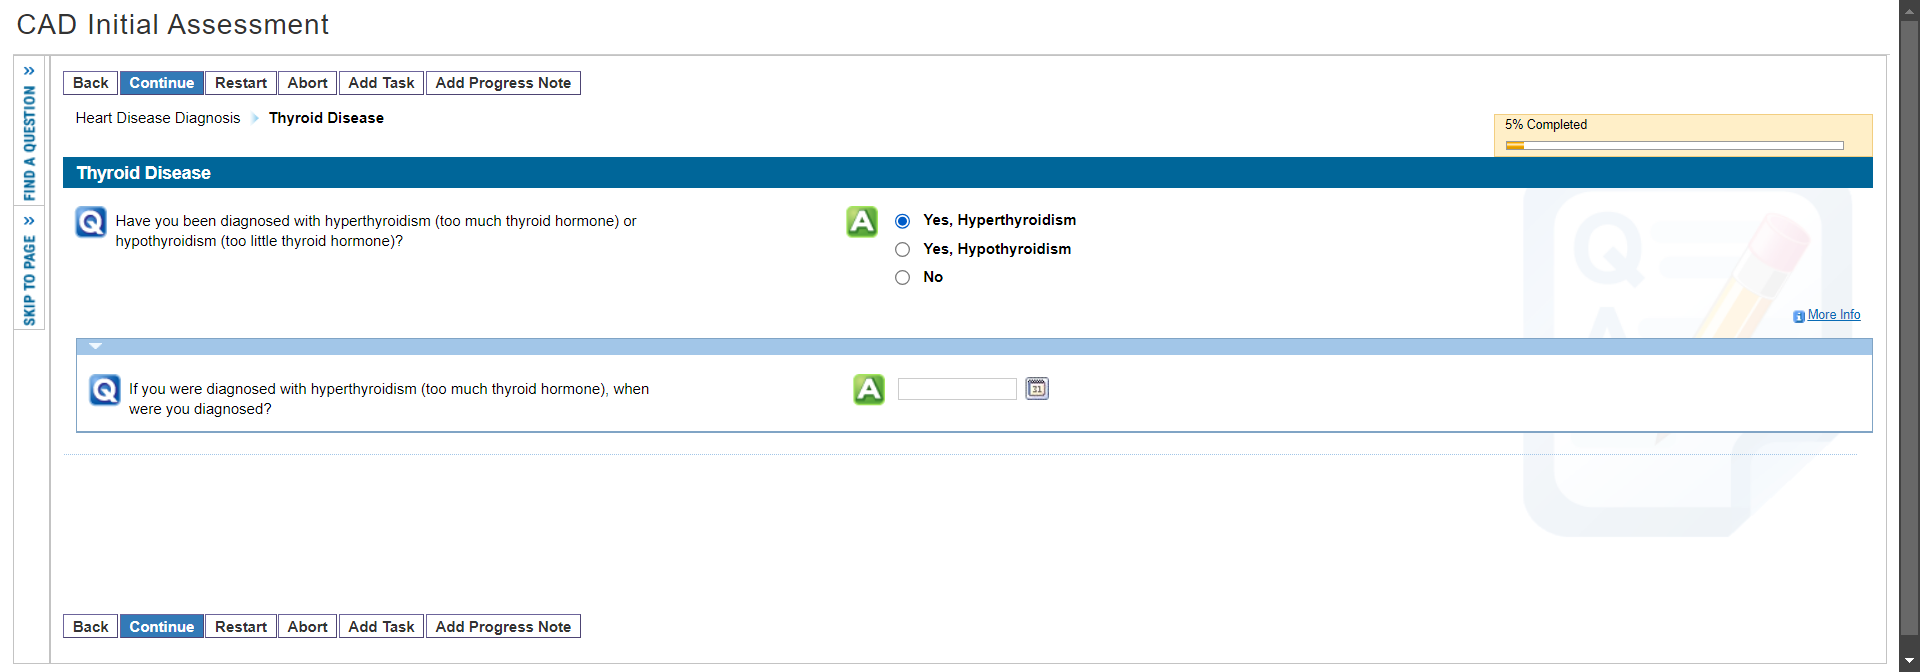 CAD Initial Assessment
FIND A QUESTION
SKIP TO PAGE
Back Continue Restart Abort Add Task Add Progress Note
Heart Disease Diagnosis Thyroid Disease
5% Completed
Thyroid Disease
Q Have you been diagnosed with hyperthyroidism (too much thyroid hormone) or
hypothyroidism (too little thyroid hormone)?
A Yes, Hyperthyroidism
Yes, Hypothyroidism
No
Q
A
i More Info
Q If you were diagnosed with hyperthyroidism (too much thyroid hormone), when
were you diagnosed?
A 31
Back Continue Restart Abort Add Task Add Progress Note